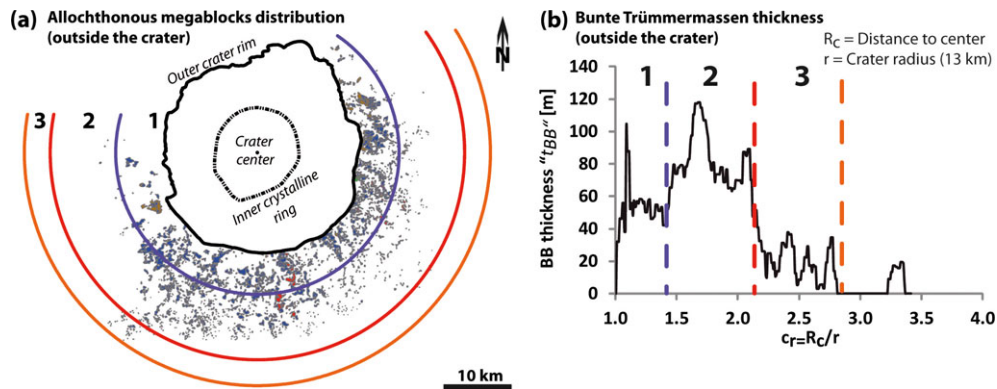 (a) Allochthonous megablocks distribution
(outside the crater)
N
Outer crater rim
3 2 1
Crater
center
Inner crystalline
ring
10 km
(b) Bunte Trümmermassen thickness
(outside the crater)
RC = Distance to center
r = Crater radius (13 km)
1 2 3
BB thickness "tBB"[m]
140
120
100
80
60
40
20
0
1.0 1.5 2.0 2.5 3.0 3.5 4.0
cr=RC/r